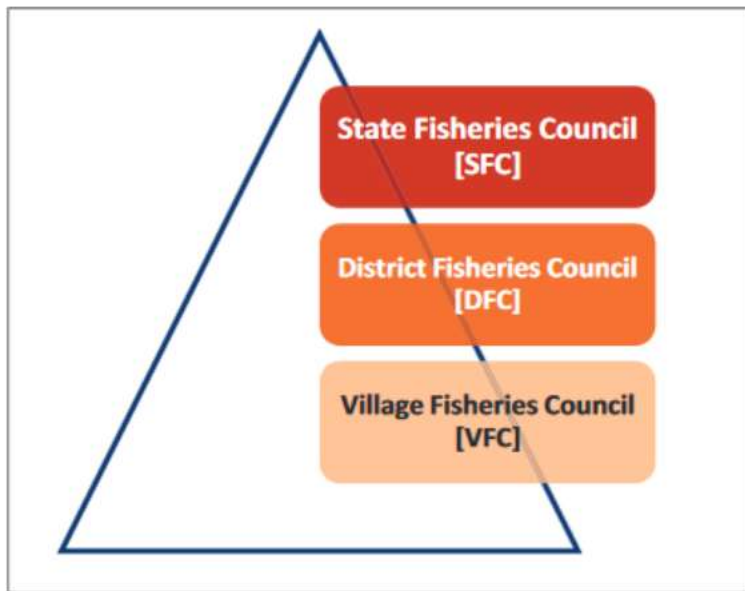 State Fisheries Council
[SFC]
District Fisheries Council
[DFC]
Village Fisheries Council
[VFC]